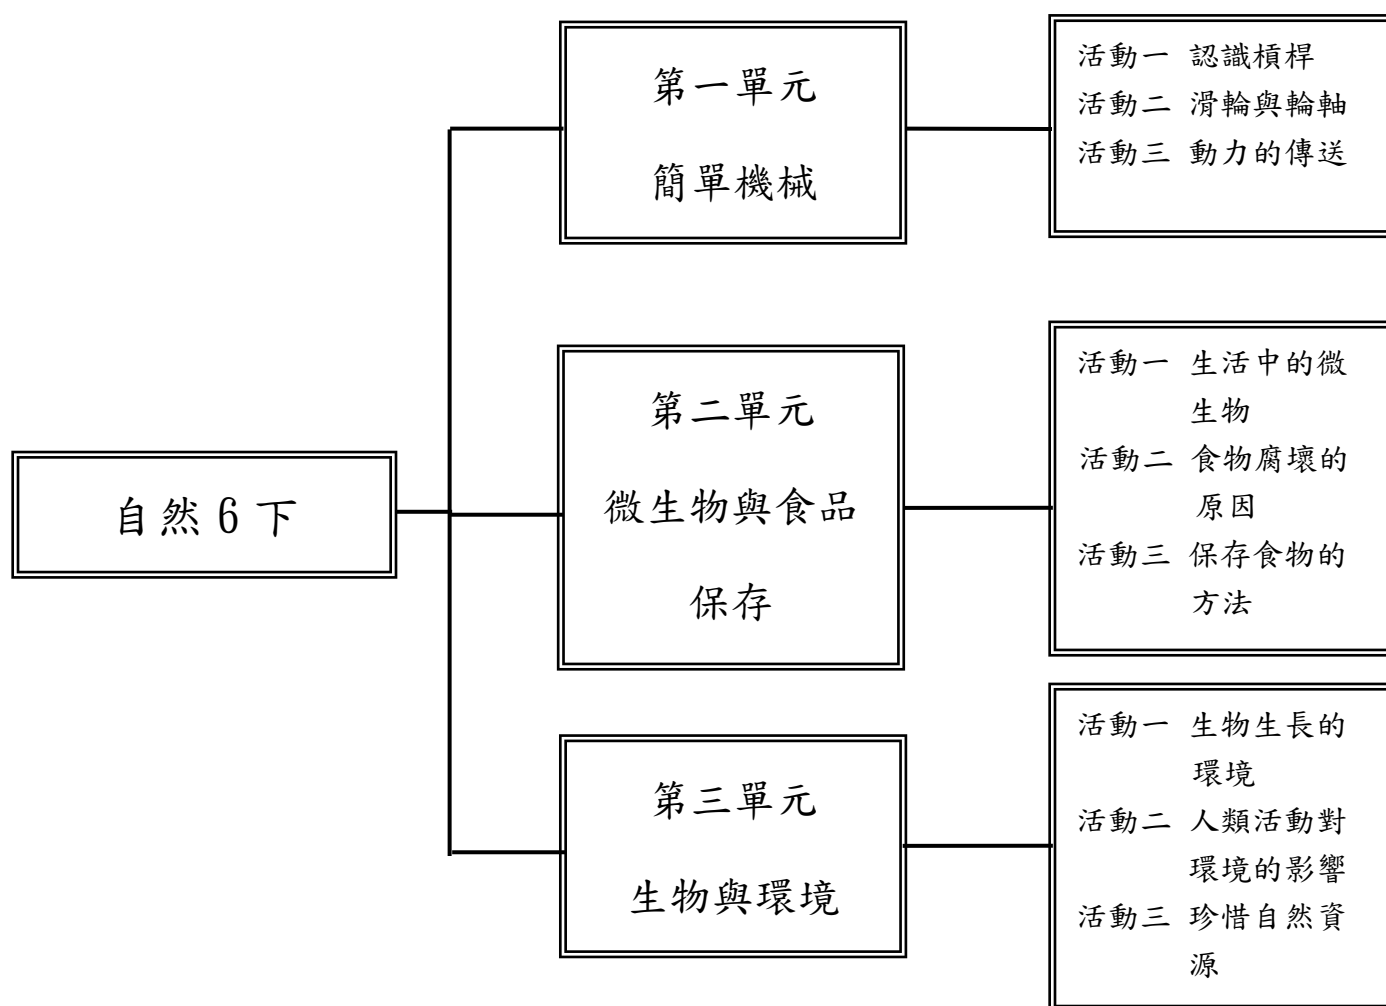 自然 6 下
第一單元
簡單機械
活動一 認識槓桿
活動二 滑輪與輪軸
活動三 動力的傳送
第二單元
微生物與食品
保存
活動一 生活中的微
生物
活動二 食物腐壞的
原因
活動三 保存食物的
方法
第三單元
生物與環境
活動一 生物生長的
環境
活動二 人類活動對
環境的影響
活動三 珍惜自然資
源